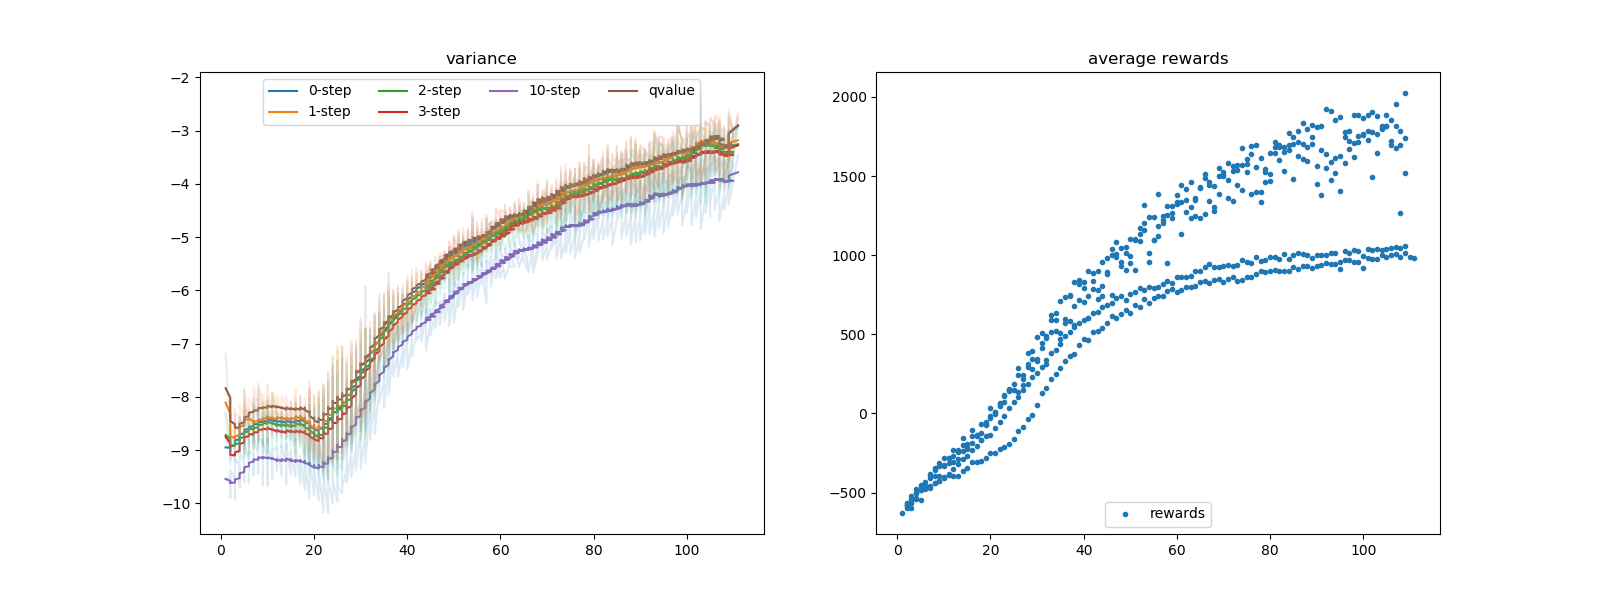 variance
0-step 2-step 10-step qvalue
1-step 3-step
−2
−3
−4
−5
−6
−7
−8
−9
−10
0 20 40 60 80 100
average rewards
2000
1500
1000
500
0
−500
rewards
0 20 40 60 80 100